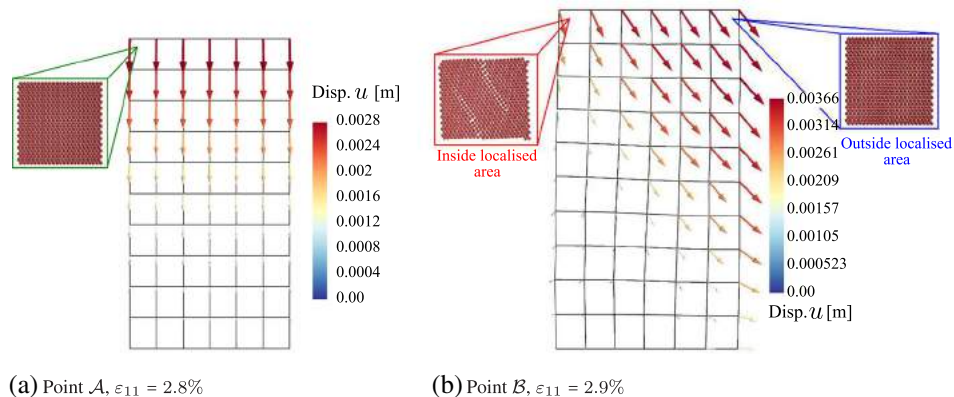 Disp. u [m]
0.0028
0.0024
0.002
0.0016
0.0012
0.0008
0.0004
0.00
(a) Point A, ε₁₁ = 2.8%
Inside localised
area
Outside localised
area
0.00366
0.00314
0.00261
0.00209
0.00157
0.00105
0.000523
0.00
Disp. u [m]
(b) Point B, ε₁₁ = 2.9%